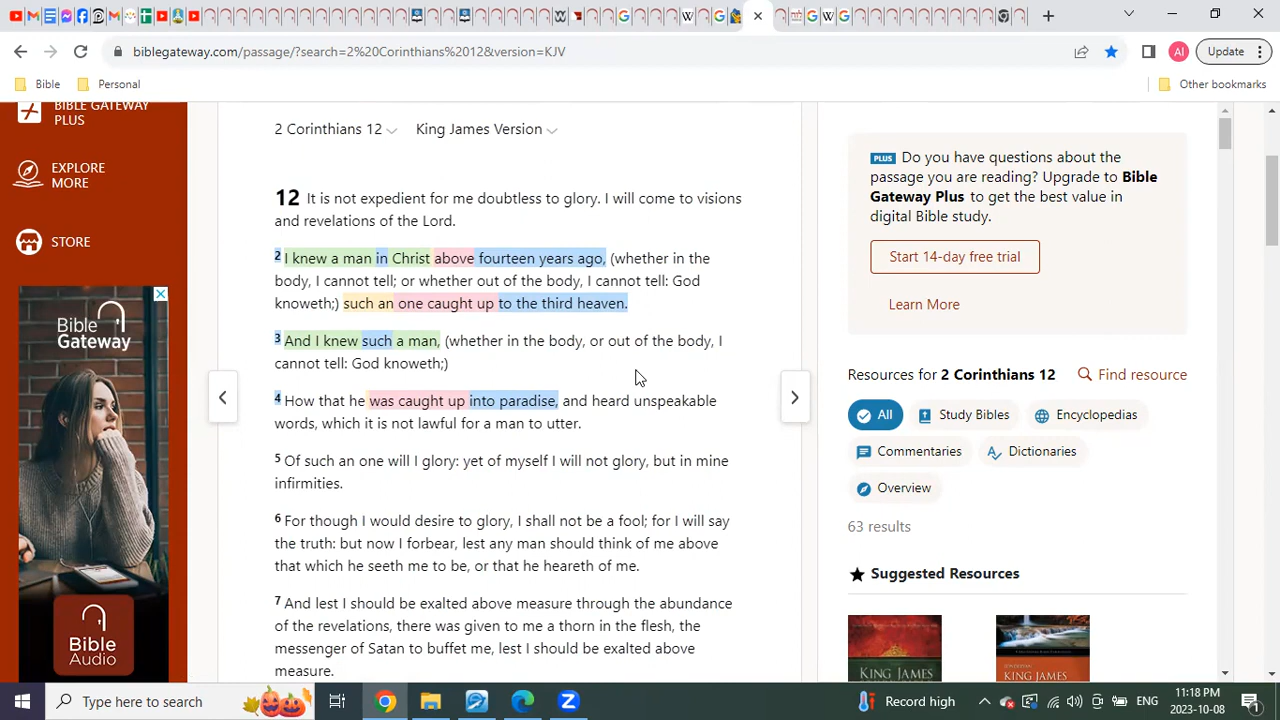 biblegateway.com/passage/?search=2%20Corinthians%2012&version=KJV
AI
Update
Bible
Personal
Other bookmarks
BIBLE GATEWAY
PLUS
EXPLORE
MORE
STORE
Bible
Gateway
Bible
Audio
2 Corinthians 12
King James Version
12 It is not expedient for me doubtless to glory. I will come to visions
and revelations of the Lord.
2 I knew a man in Christ above fourteen years ago, (whether in the
body, I cannot tell; or whether out of the body, I cannot tell: God
knoweth;) such an one caught up to the third heaven.
3 And I knew such a man, (whether in the body, or out of the body, I
cannot tell: God knoweth;)
4 How that he was caught up into paradise, and heard unspeakable
words, which it is not lawful for a man to utter.
5 Of such an one will I glory: yet of myself I will not glory, but in mine
infirmities.
6 For though I would desire to glory, I shall not be a fool; for I will say
the truth: but now I forbear, lest any man should think of me above
that which he seeth me to be, or that he heareth of me.
7 And lest I should be exalted above measure through the abundance
of the revelations, there was given to me a thorn in the flesh, the
messenger of Satan to buffet me, lest I should be exalted above
PLUS Do you have questions about the
passage you are reading? Upgrade to Bible
Gateway Plus to get the best value in
digital Bible study.
Start 14-day free trial
Learn More
Resources for 2 Corinthians 12
Find resource
All
Study Bibles
Encyclopedias
Commentaries
Dictionaries
Overview
63 results
Suggested Resources
KING JAMES
KING JAMES
Type here to search
Record high
ENG
11:18 PM
2023-10-08